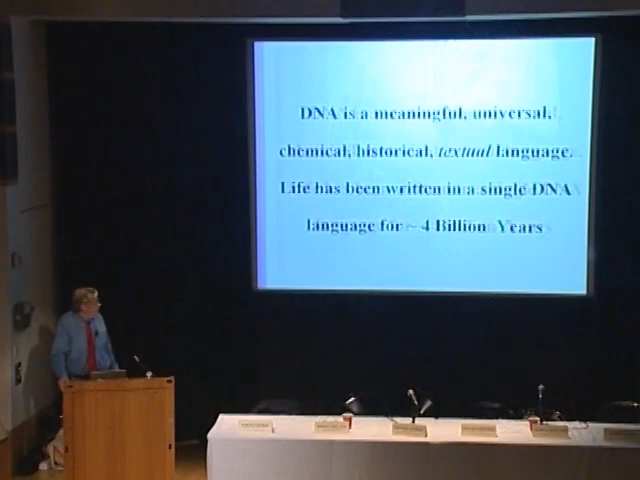 DNA is a meaningful, universal,
chemical, historical, textual language.
Life has been written in a single DNA
language for ~ 4 Billion Years